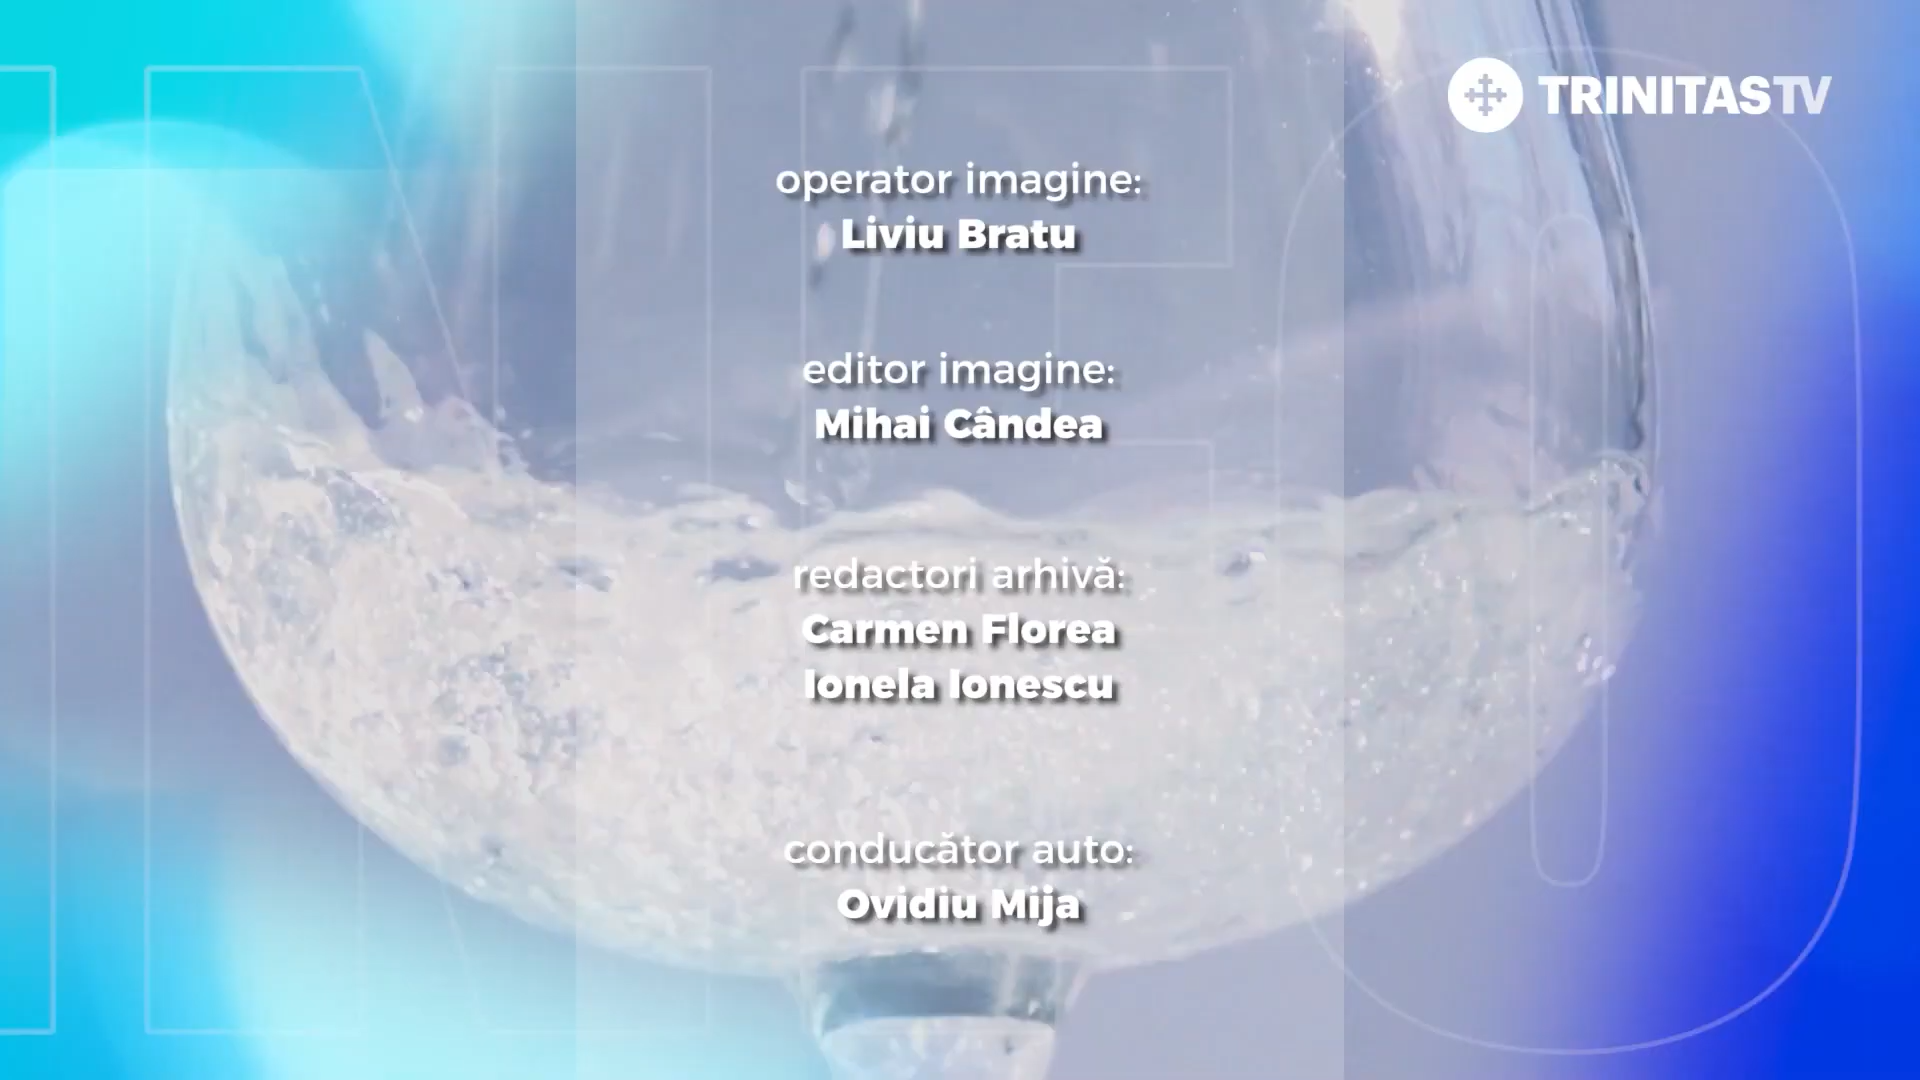 TRINITASTV
operator imagine:
Liviu Bratu
editor imagine:
Mihai Cândea
redactori arhivă:
Carmen Florea
Ionela Ionescu
conducător auto:
Ovidiu Mija
INFO